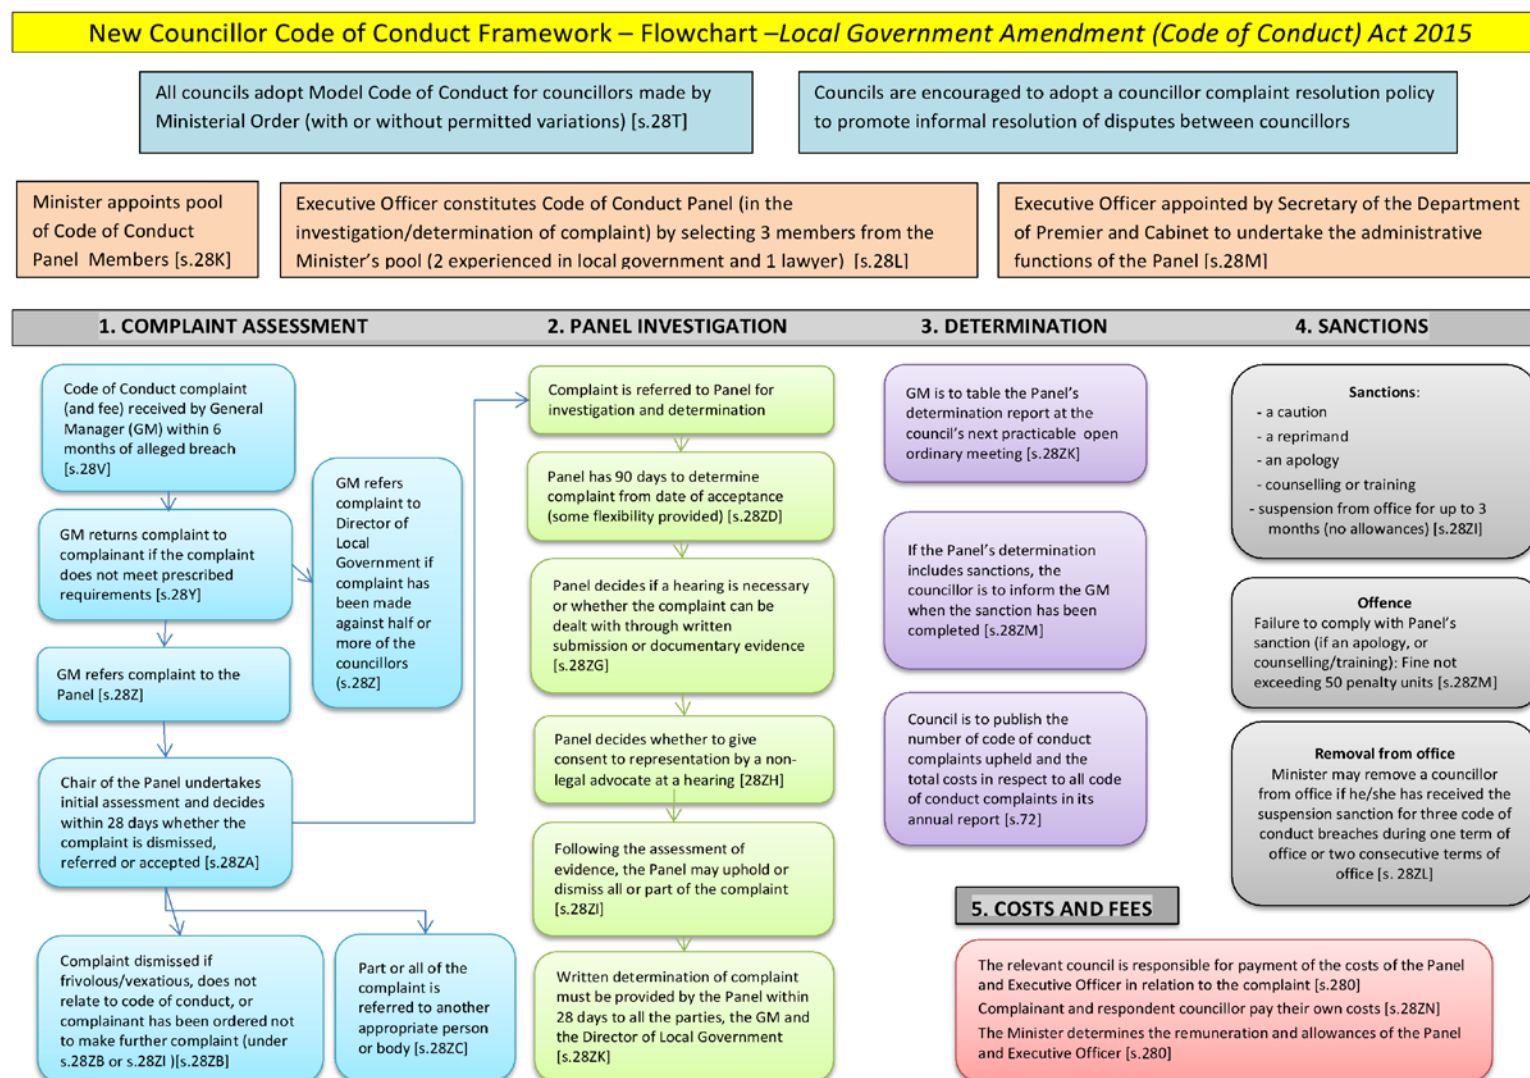 New Councillor Code of Conduct Framework – Flowchart –Local Government Amendment (Code of Conduct) Act 2015
All councils adopt Model Code of Conduct for councillors made by
Ministerial Order (with or without permitted variations) [s.28T]
Councils are encouraged to adopt a councillor complaint resolution policy
to promote informal resolution of disputes between councillors
Minister appoints pool
of Code of Conduct
Panel Members [s.28K]
Executive Officer constitutes Code of Conduct Panel (in the
investigation/determination of complaint) by selecting 3 members from the
Minister's pool (2 experienced in local government and 1 lawyer) [s.28L]
Executive Officer appointed by Secretary of the Department
of Premier and Cabinet to undertake the administrative
functions of the Panel [s.28M]
1. COMPLAINT ASSESSMENT
2. PANEL INVESTIGATION
3. DETERMINATION
4. SANCTIONS
Code of Conduct complaint
(and fee) received by General
Manager (GM) within 6
months of alleged breach
[s.28V]
GM returns complaint to
complainant if the complaint
does not meet prescribed
requirements [s.28Y]
GM refers complaint to
Director of
Local
Government if
complaint has
been made
against half or
more of the
councillors
(s.28Z]
GM refers complaint to the
Panel [s.28Z]
Chair of the Panel undertakes
initial assessment and decides
within 28 days whether the
complaint is dismissed,
referred or accepted [s.28ZA]
Complaint dismissed if
frivolous/vexatious, does not
relate to code of conduct, or
complainant has been ordered not
to make further complaint (under
s.28ZB or s.28ZI )[s.28ZB]
Part or all of the
complaint is
referred to another
appropriate person
or body [s.28ZC]
Complaint is referred to Panel for
investigation and determination
Panel has 90 days to determine
complaint from date of acceptance
(some flexibility provided) [s.28ZD]
Panel decides if a hearing is necessary
or whether the complaint can be
dealt with through written
submission or documentary evidence
[s.28ZG]
Panel decides whether to give
consent to representation by a non-
legal advocate at a hearing [28ZH]
Following the assessment of
evidence, the Panel may uphold or
dismiss all or part of the complaint
[s.28ZI]
Written determination of complaint
must be provided by the Panel within
28 days to all the parties, the GM and
the Director of Local Government
[s.28ZK]
GM is to table the Panel's
determination report at the
council's next practicable open
ordinary meeting [s.28ZK]
If the Panel's determination
includes sanctions, the
councillor is to inform the GM
when the sanction has been
completed [s.28ZM]
Council is to publish the
number of code of conduct
complaints upheld and the
total costs in respect to all code
of conduct complaints in its
annual report [s.72]
Sanctions:
- a caution
- a reprimand
- an apology
- counselling or training
- suspension from office for up to 3
months (no allowances) [s.28ZI]
Offence
Failure to comply with Panel's
sanction (if an apology, or
counselling/training): Fine not
exceeding 50 penalty units [s.28ZM]
Removal from office
Minister may remove a councillor
from office if he/she has received the
suspension sanction for three code of
conduct breaches during one term of
office or two consecutive terms of
office [s. 28ZL]
5. COSTS AND FEES
The relevant council is responsible for payment of the costs of the Panel
and Executive Officer in relation to the complaint [s.280]
Complainant and respondent councillor pay their own costs [s.28ZN]
The Minister determines the remuneration and allowances of the Panel
and Executive Officer [s.280]